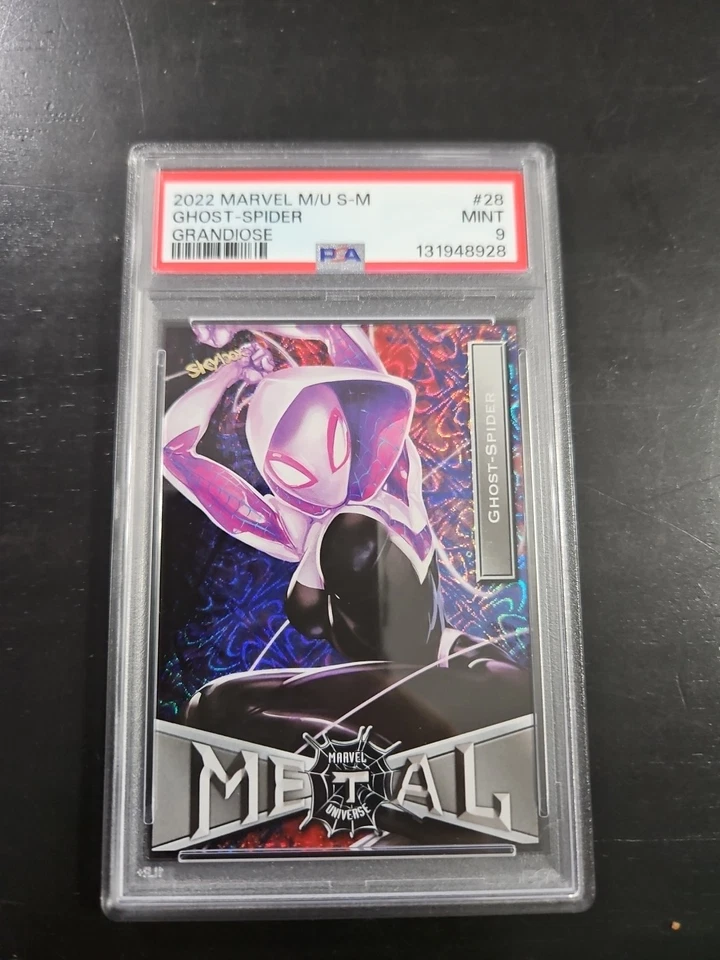 2022 MARVEL M/U S-M #28
GHOST-SPIDER MINT
GRANDIOSE 9
PSA 131948928
skybox
GHOST-SPIDER
METAL
MARVEL
UNIVERSE